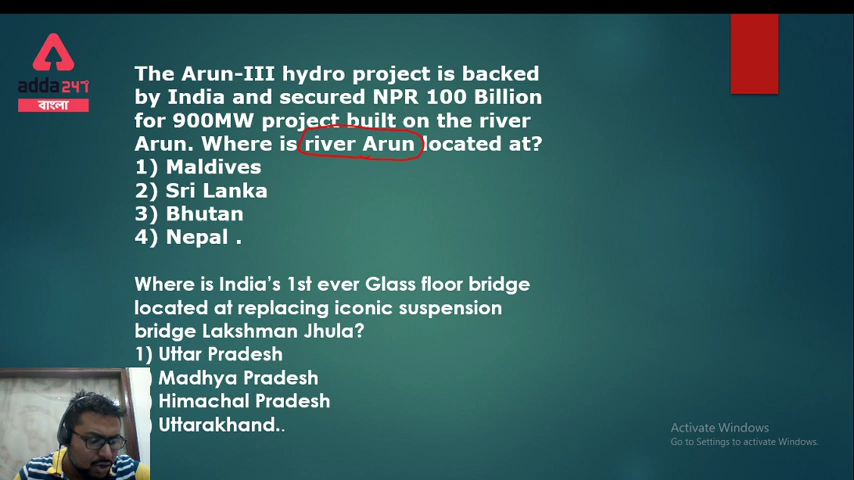 adda247
বাংলা
The Arun-III hydro project is backed
by India and secured NPR 100 Billion
for 900MW project built on the river
Arun. Where is river Arun located at?
1) Maldives
2) Sri Lanka
3) Bhutan
4) Nepal .
Where is India's 1st ever Glass floor bridge
located at replacing iconic suspension
bridge Lakshman Jhula?
1) Uttar Pradesh
Madhya Pradesh
Himachal Pradesh
Uttarakhand..
Activate Windows
Go to Settings to activate Windows.